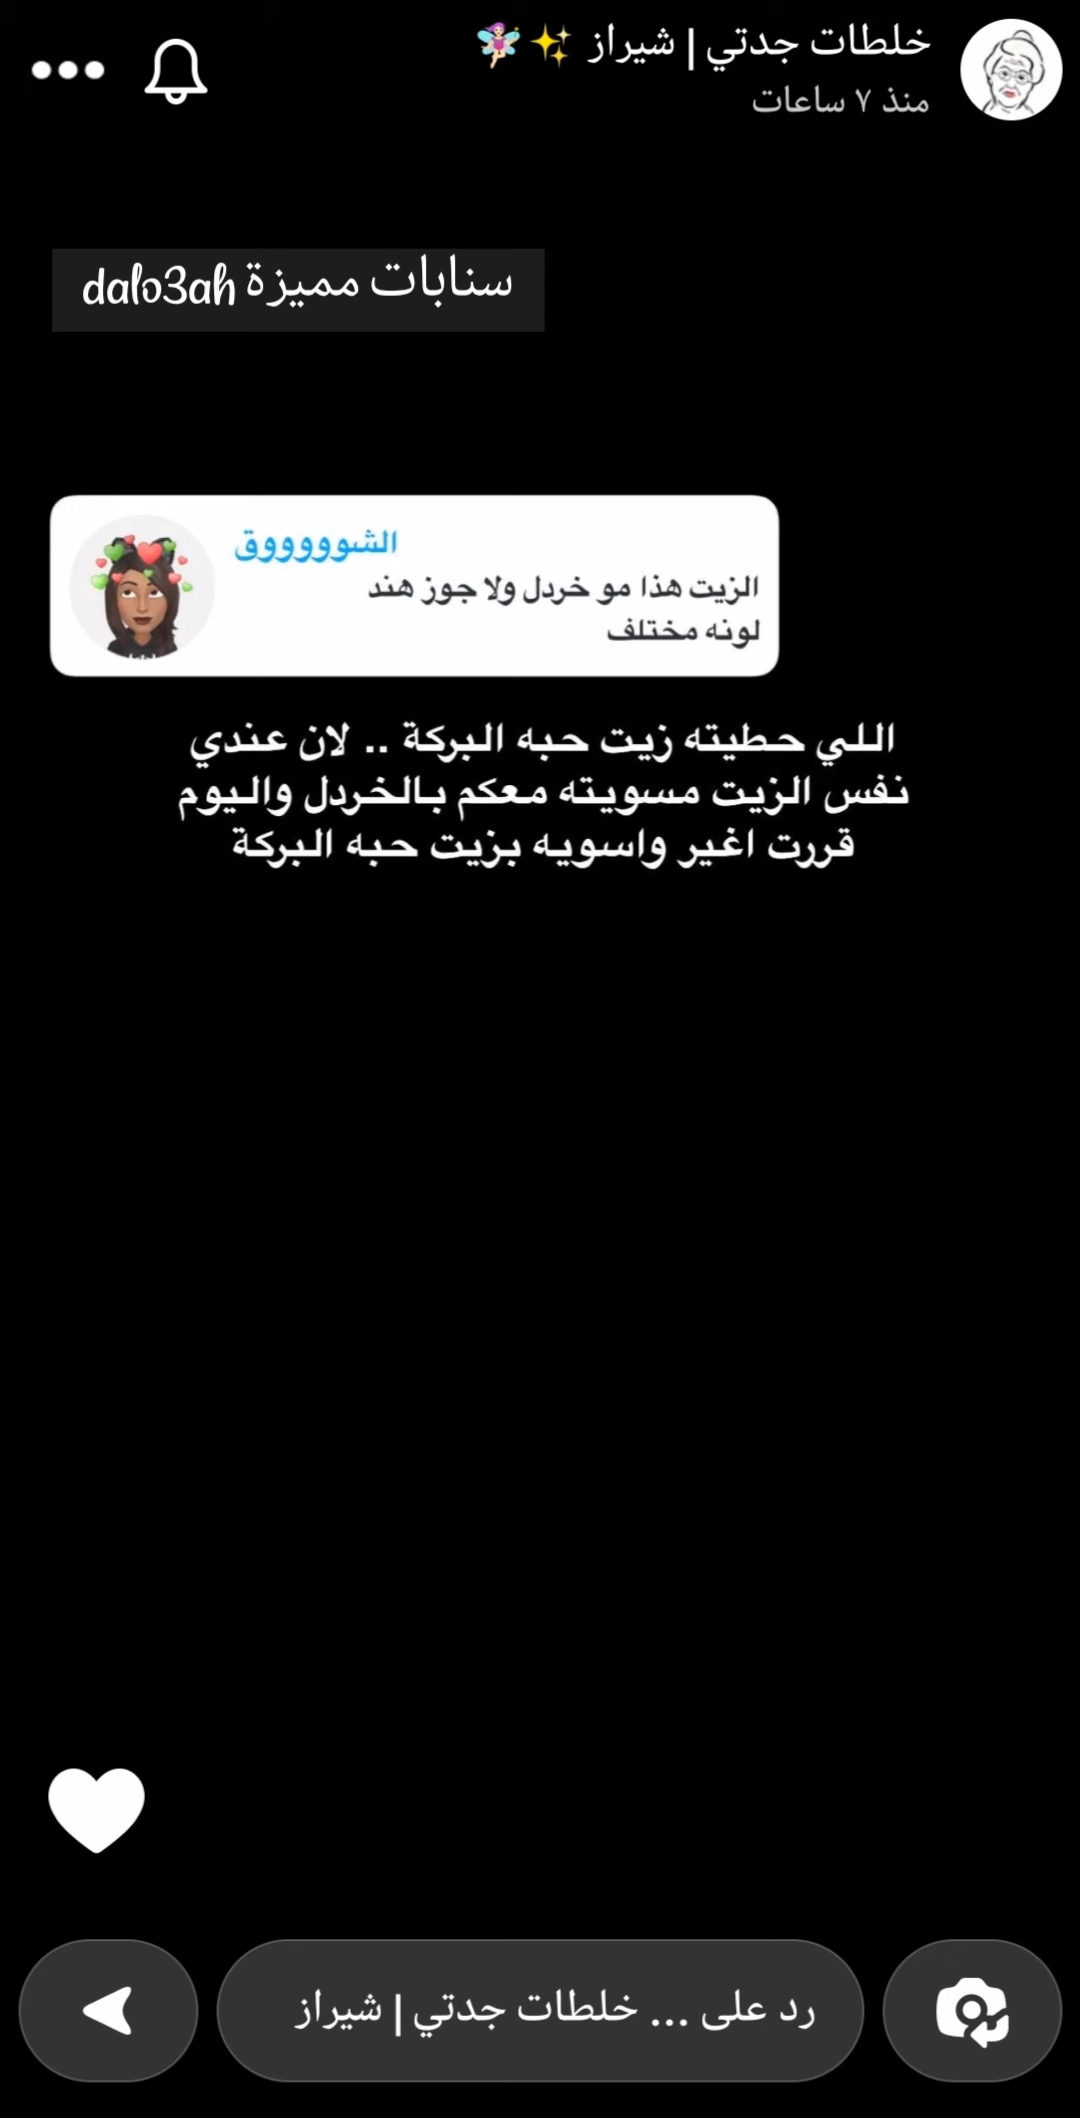 خلطات جدتي | شيراز ✨🧚🏻‍♀️
منذ ٧ ساعات
سنابات مميزة dalo3ah
الشوووووق
الزيت هذا مو خردل ولا جوز هند
لونه مختلف
اللي حطيته زيت حبه البركة .. لان عندي
نفس الزيت مسويته معكم بالخردل واليوم
قررت اغير واسويه بزيت حبه البركة
رد على ... خلطات جدتي | شيراز